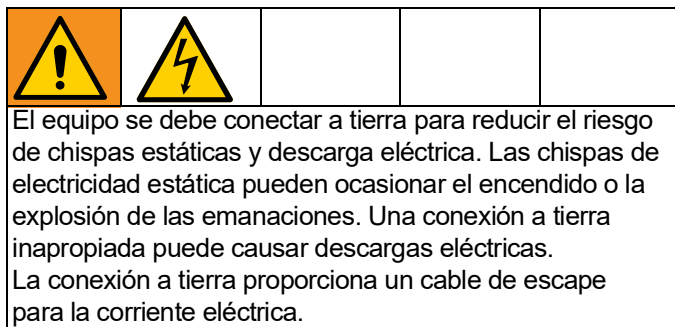 El equipo se debe conectar a tierra para reducir el riesgo
de chispas estáticas y descarga eléctrica. Las chispas de
electricidad estática pueden ocasionar el encendido o la
explosión de las emanaciones. Una conexión a tierra
inapropiada puede causar descargas eléctricas.
La conexión a tierra proporciona un cable de escape
para la corriente eléctrica.